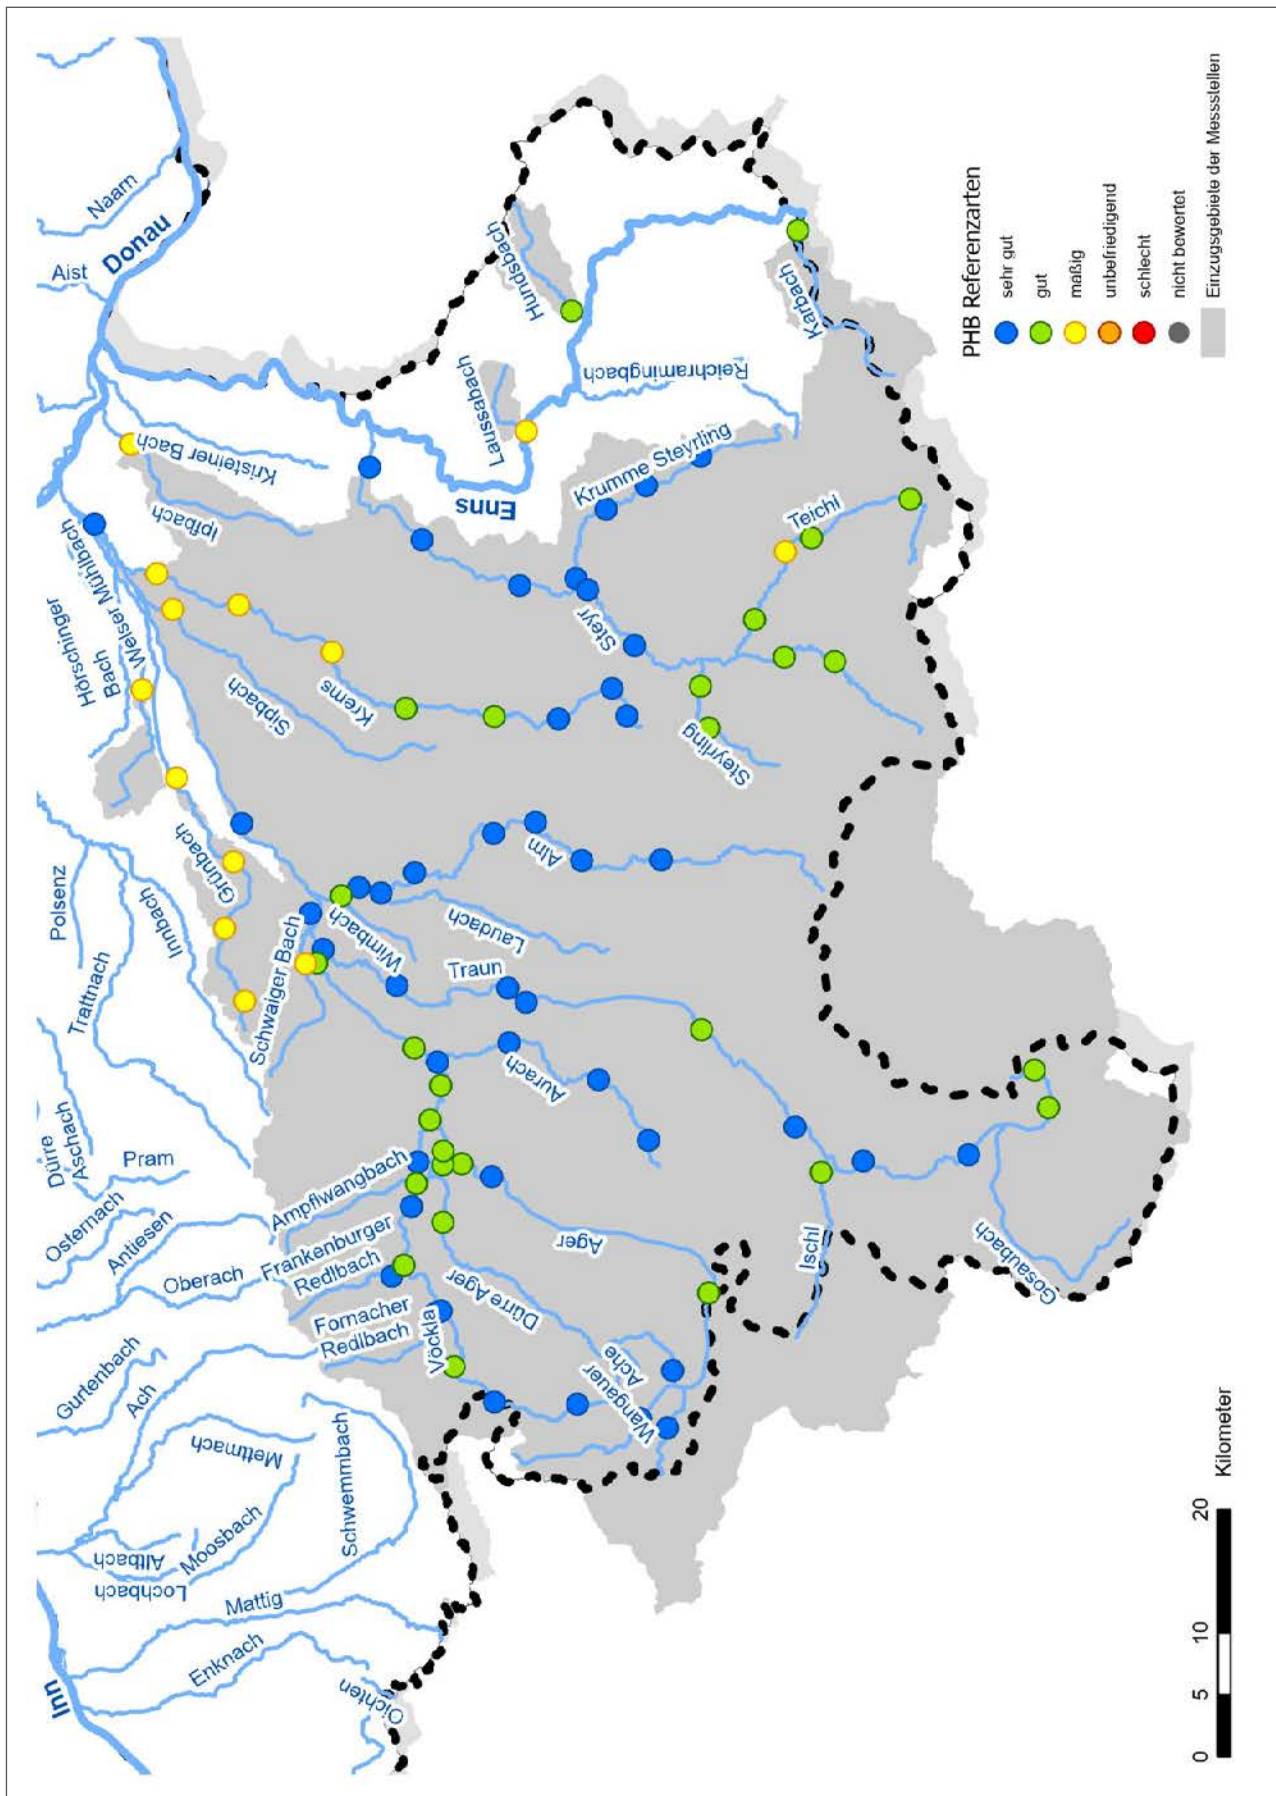 Inn
Enknach
Oichten
Mattig
Lochbach
Altbach
Moosbach
Mettmach
Schwemmbach
Gurtenbach
Ach
Oberach
Antiesen
Osternach
Pram
Dürre
Aschach
Trattnach
Innbach
Polsenz
Aist
Naarn
Donau
Hörschinger
Bach
Welser Mühlbach
Grünbach
Schwaiger Bach
Wimbach
Laudach
Traun
Alm
Aurach
Ampflwangbach
Frankenburger
Redlbach
Fornacher
Redlbach
Vöckla
Dürre Ager
Ager
Wangauer
Ache
Ischl
Gosaubach
Sipbach
Krems
Ipfbach
Kristeiner Bach
Enns
Steyr
Steyrling
Krumme Steyrling
Teichl
Laussabach
Hundsbach
Reichramingbach
Karbach
PHB Referenzarten
sehr gut
gut
mäßig
unbefriedigend
schlecht
nicht bewertet
Einzugsgebiete der Messstellen
0 5 10 20
Kilometer